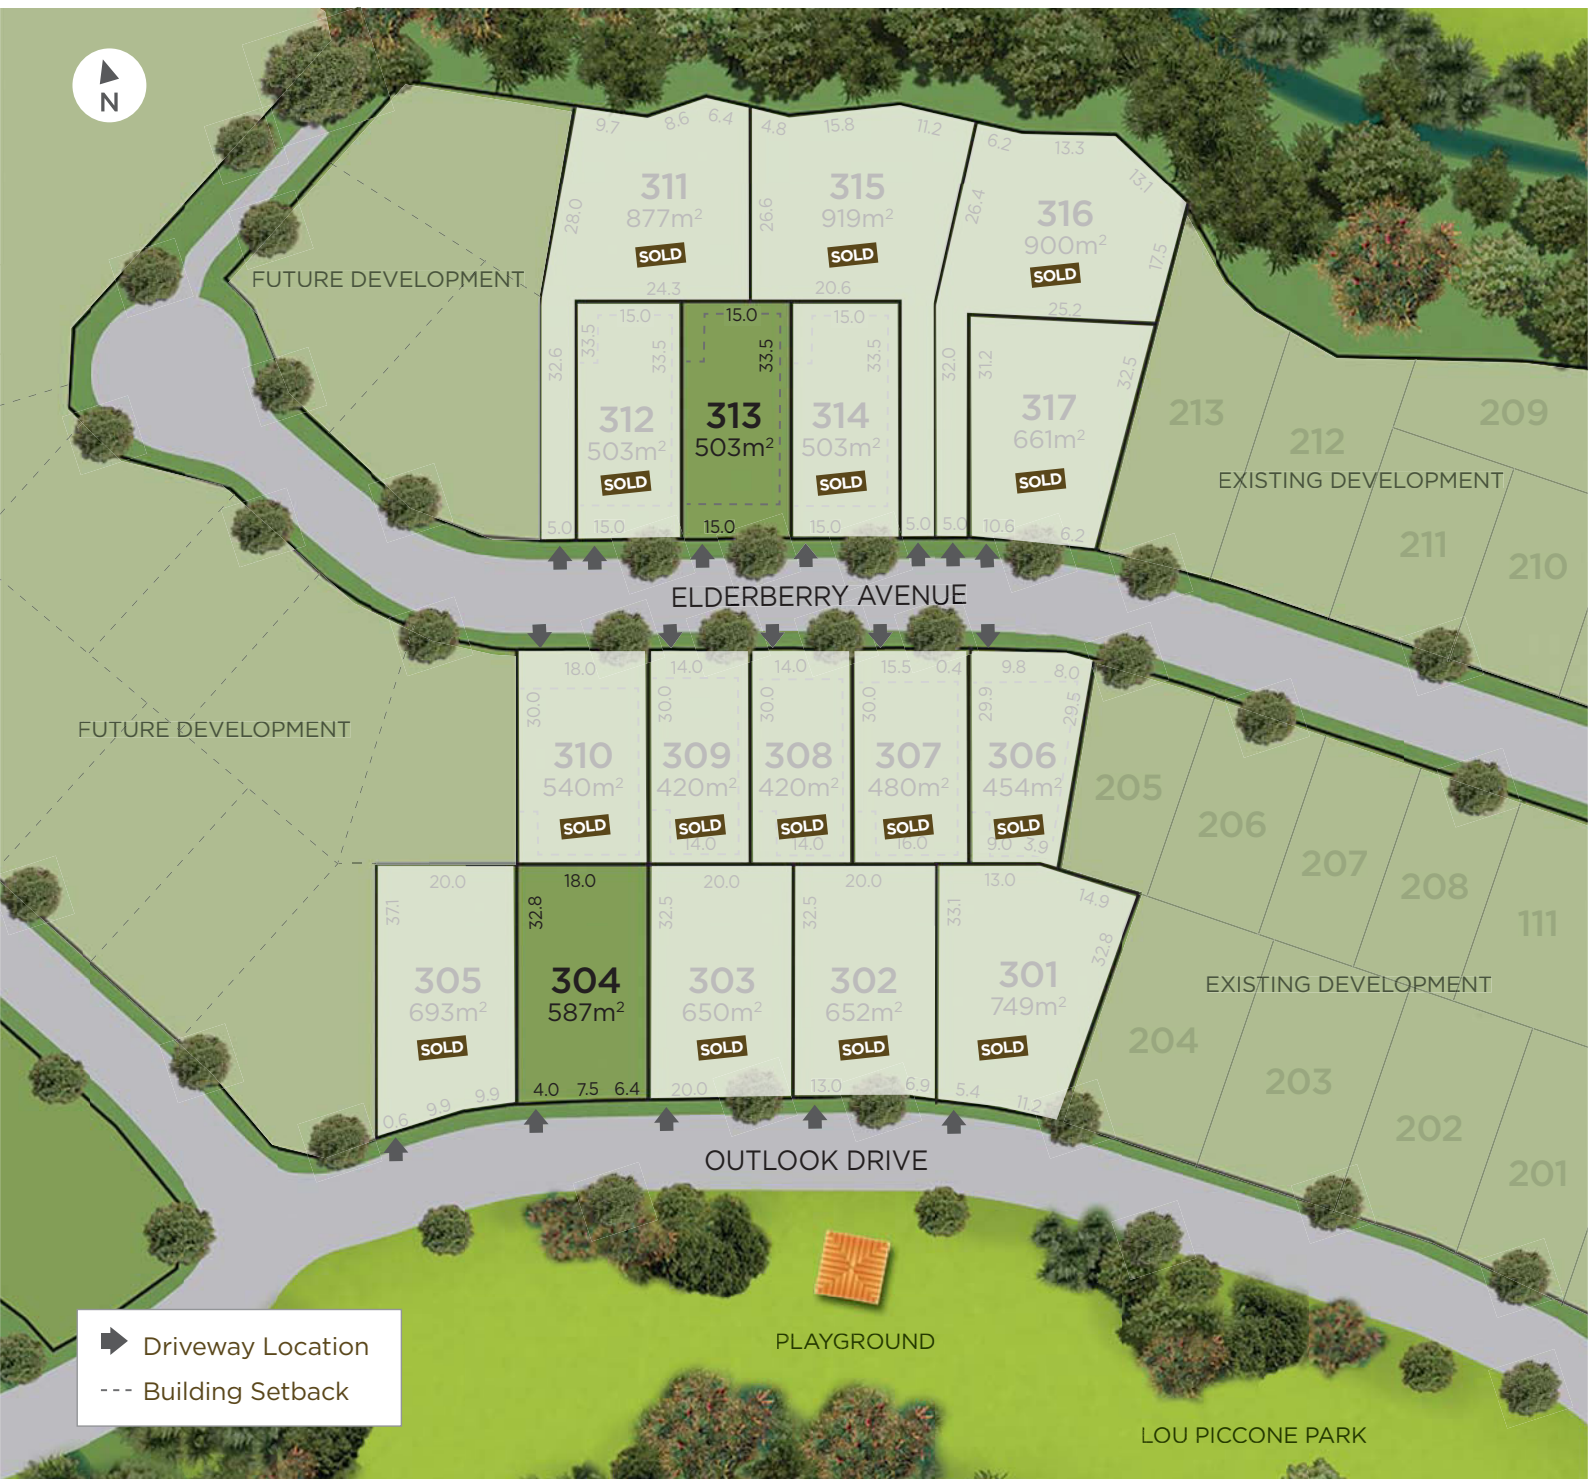 N
9.7 8.6 6.4 4.8 15.8 11.2 6.2 13.3 13.1
311
877m²
SOLD
28.0 26.6
24.3
315
919m²
SOLD
20.6
26.4
316
900m²
SOLD
17.5
25.2
FUTURE DEVELOPMENT
32.6
15.0
33.5 33.5
312
503m²
SOLD
5.0 15.0
15.0
33.5
313
503m²
15.0
15.0
33.5
314
503m²
SOLD
15.0 5.0
32.0
5.0
31.2 32.5
317
661m²
SOLD
10.6 6.2
213
212
209
EXISTING DEVELOPMENT
211
210
ELDERBERRY AVENUE
18.0
30.0
310
540m²
SOLD
14.0
30.0
309
420m²
SOLD
14.0
14.0
30.0
308
420m²
SOLD
14.0
15.5 0.4
30.0
307
480m²
SOLD
16.0
9.8 8.0
29.9 29.5
306
454m²
SOLD
9.0 3.9
FUTURE DEVELOPMENT
205
206
207
208
111
20.0
37.1
305
693m²
SOLD
0.6 9.9 9.9
18.0
32.8
304
587m²
4.0 7.5 6.4
20.0
32.5
303
650m²
SOLD
20.0
20.0
32.5
302
652m²
SOLD
13.0 6.9
13.0 14.9
33.1 32.8
301
749m²
SOLD
5.4 11.2
EXISTING DEVELOPMENT
204
203
202
201
OUTLOOK DRIVE
PLAYGROUND
LOU PICCONE PARK
Driveway Location
Building Setback